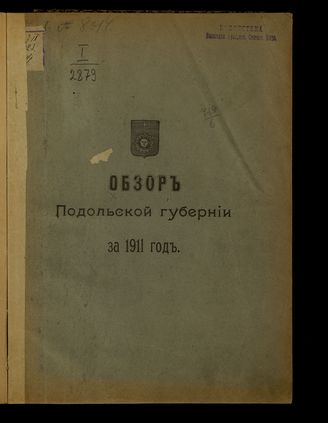 I
2879
ОБЗОРЪ
Подольской губерніи
за 1911 годъ.